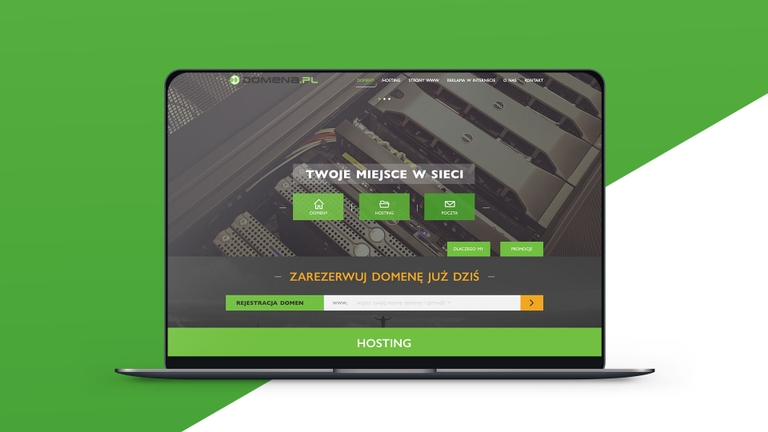 DOMENA.PL
DOMENY HOSTING STRONY WWW REKLAMA W INTERNECIE O NAS KONTAKT
TWOJE MIEJSCE W SIECI
DOMENY HOSTING POCZTA
DLACZEGO MY PROMOCJE
ZAREZERWUJ DOMENĘ JUŻ DZIŚ
REJESTRACJA DOMEN WWW.
HOSTING